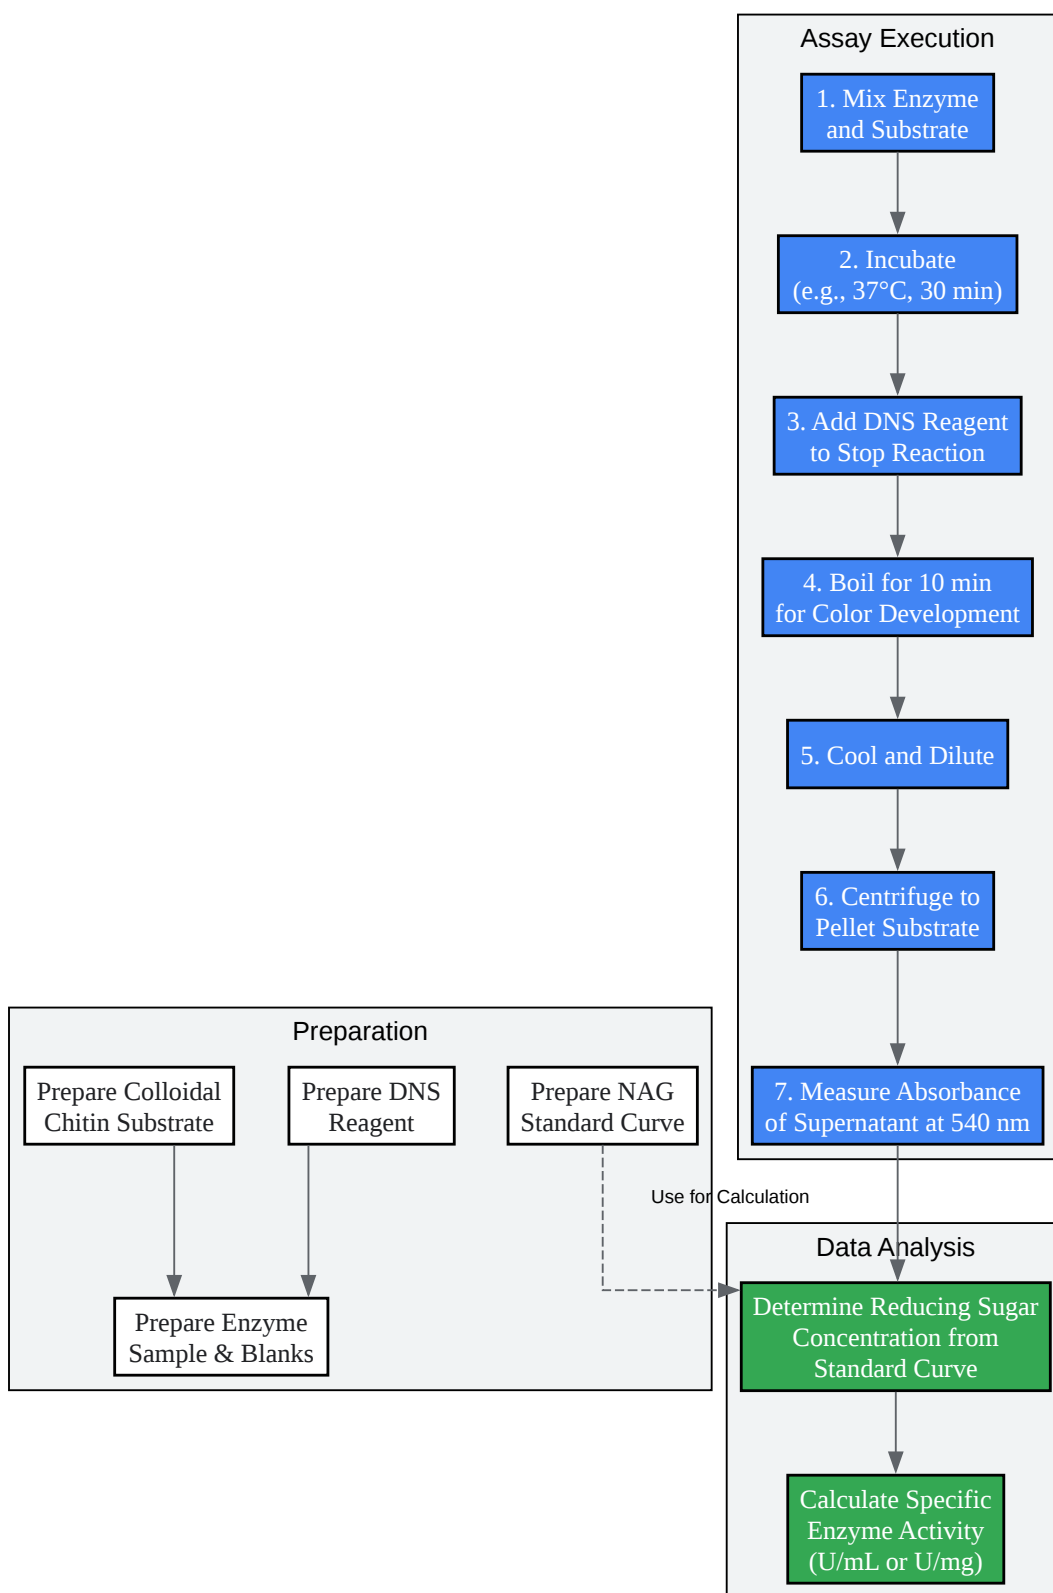 Assay Execution
1. Mix Enzyme
and Substrate
2. Incubate
(e.g., 37°C, 30 min)
3. Add DNS Reagent
to Stop Reaction
4. Boil for 10 min
for Color Development
5. Cool and Dilute
6. Centrifuge to
Pellet Substrate
7. Measure Absorbance
of Supernatant at 540 nm
Preparation
Prepare Colloidal
Chitin Substrate
Prepare DNS
Reagent
Prepare NAG
Standard Curve
Prepare Enzyme
Sample & Blanks
Use for Calculation
Data Analysis
Determine Reducing Sugar
Concentration from
Standard Curve
Calculate Specific
Enzyme Activity
(U/mL or U/mg)